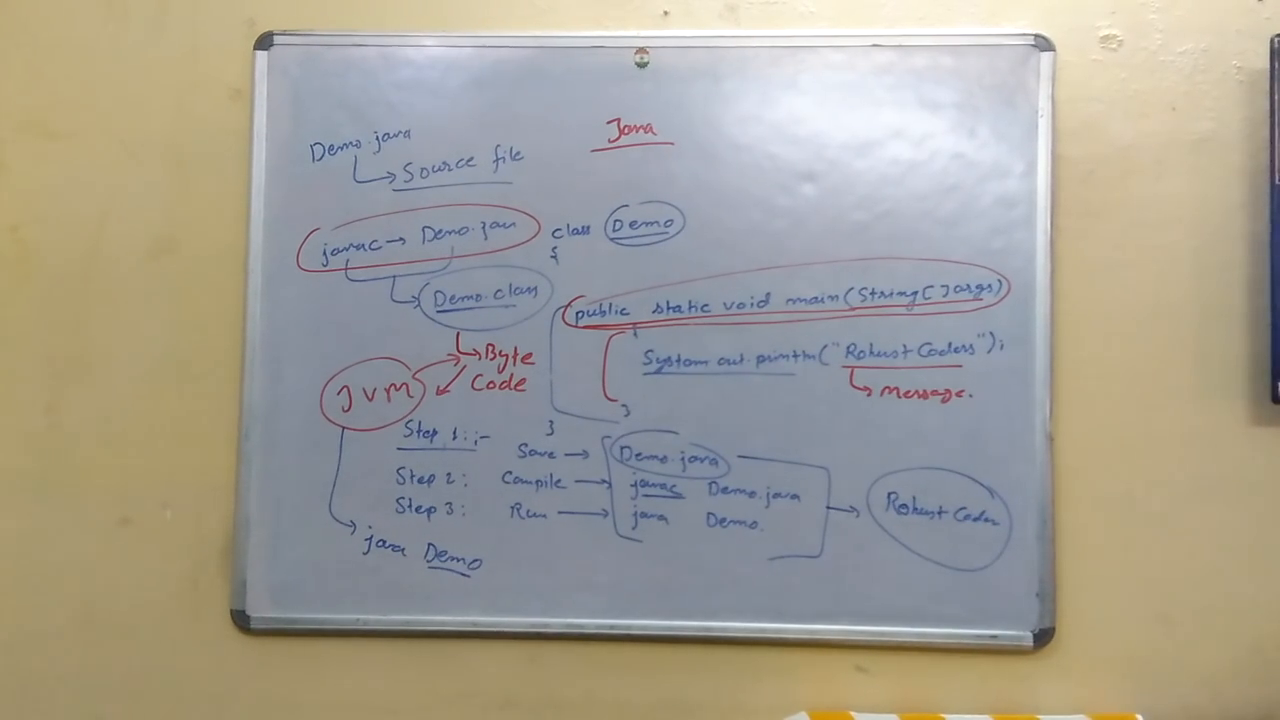 Java
Demo.java
Source file
javac → Demo.java
Demo.class
Byte
Code
JVM
class Demo
{
public static void main(String[]args)
{
System.out.println("Robust Coders");
message.
}
}
Step 1:;- Save → Demo.java
Step 2: Compile → javac Demo.java
Step 3: Run → java Demo.
Robust Coder
java Demo